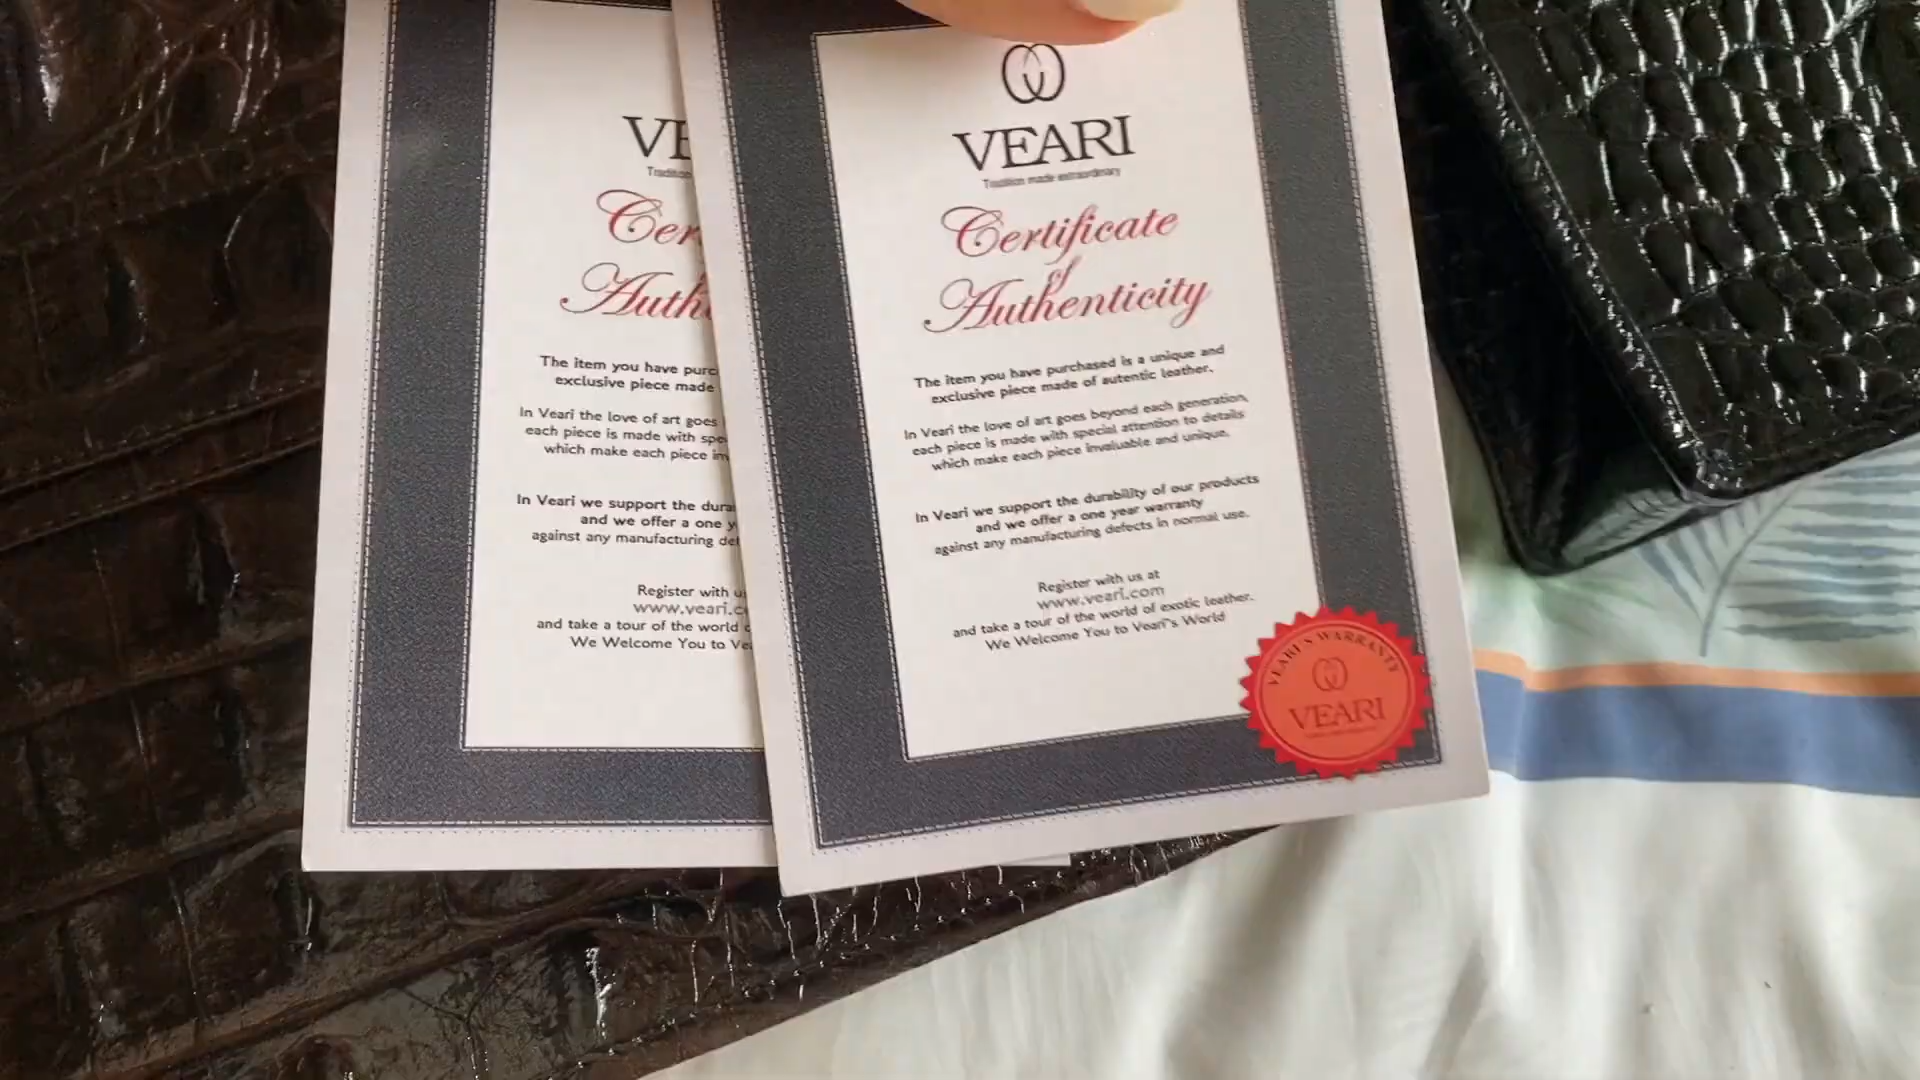 VE
Tradition
Cer
Auth
The item you have purc
exclusive piece made
In Veari the love of art goes
each piece is made with spe
which make each piece in
In Veari we support the dura
and we offer a one y
against any manufacturing de
Register with u
www.veari.c
and take a tour of the world
We Welcome You to Ve
VEARI
Tradition made extraordinary
Certificate
of
Authenticity
The item you have purchased is a unique and
exclusive piece made of autentic leather.
In Veari the love of art goes beyond each generation,
each piece is made with special attention to details
which make each piece invaluable and unique.
In Veari we support the durability of our products
and we offer a one year warranty
against any manufacturing defects in normal use.
Register with us at
www.veari.com
and take a tour of the world of exotic leather.
We Welcome You to Veari"s World
VEARI'S WARRANTY
VEARI